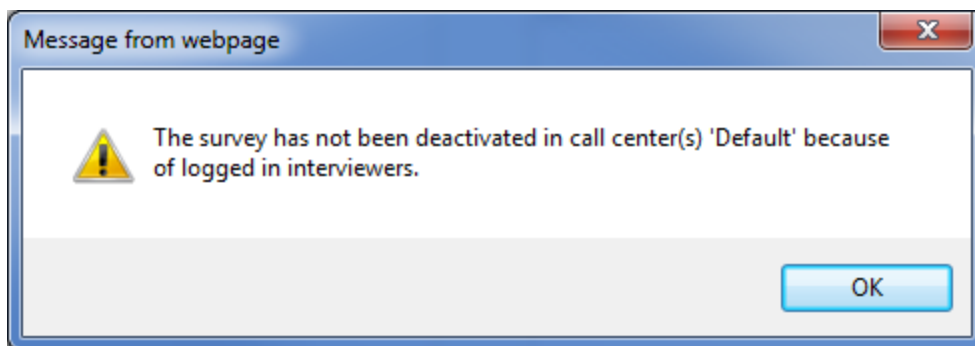 Message from webpage
The survey has not been deactivated in call center(s) 'Default' because
of logged in interviewers.
OK